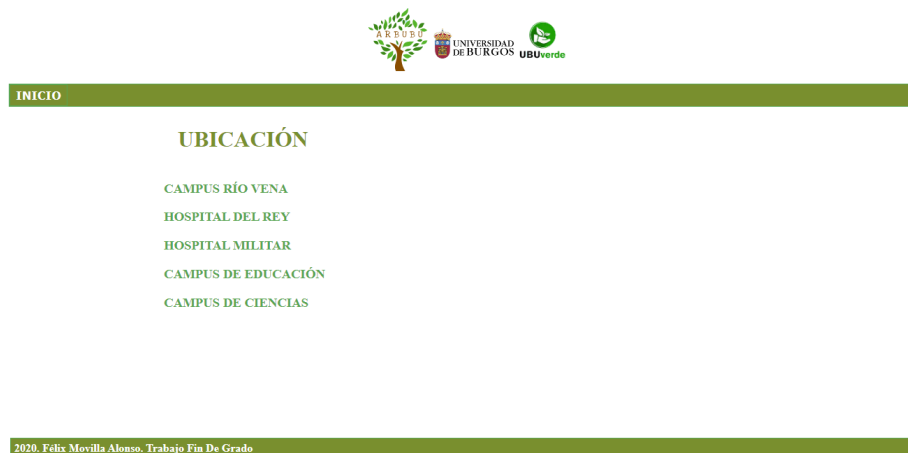 ARBUBU
UNIVERSIDAD
DE BURGOS
UBUverde
INICIO
UBICACIÓN
CAMPUS RÍO VENA
HOSPITAL DEL REY
HOSPITAL MILITAR
CAMPUS DE EDUCACIÓN
CAMPUS DE CIENCIAS
2020. Félix Movilla Alonso. Trabajo Fin De Grado